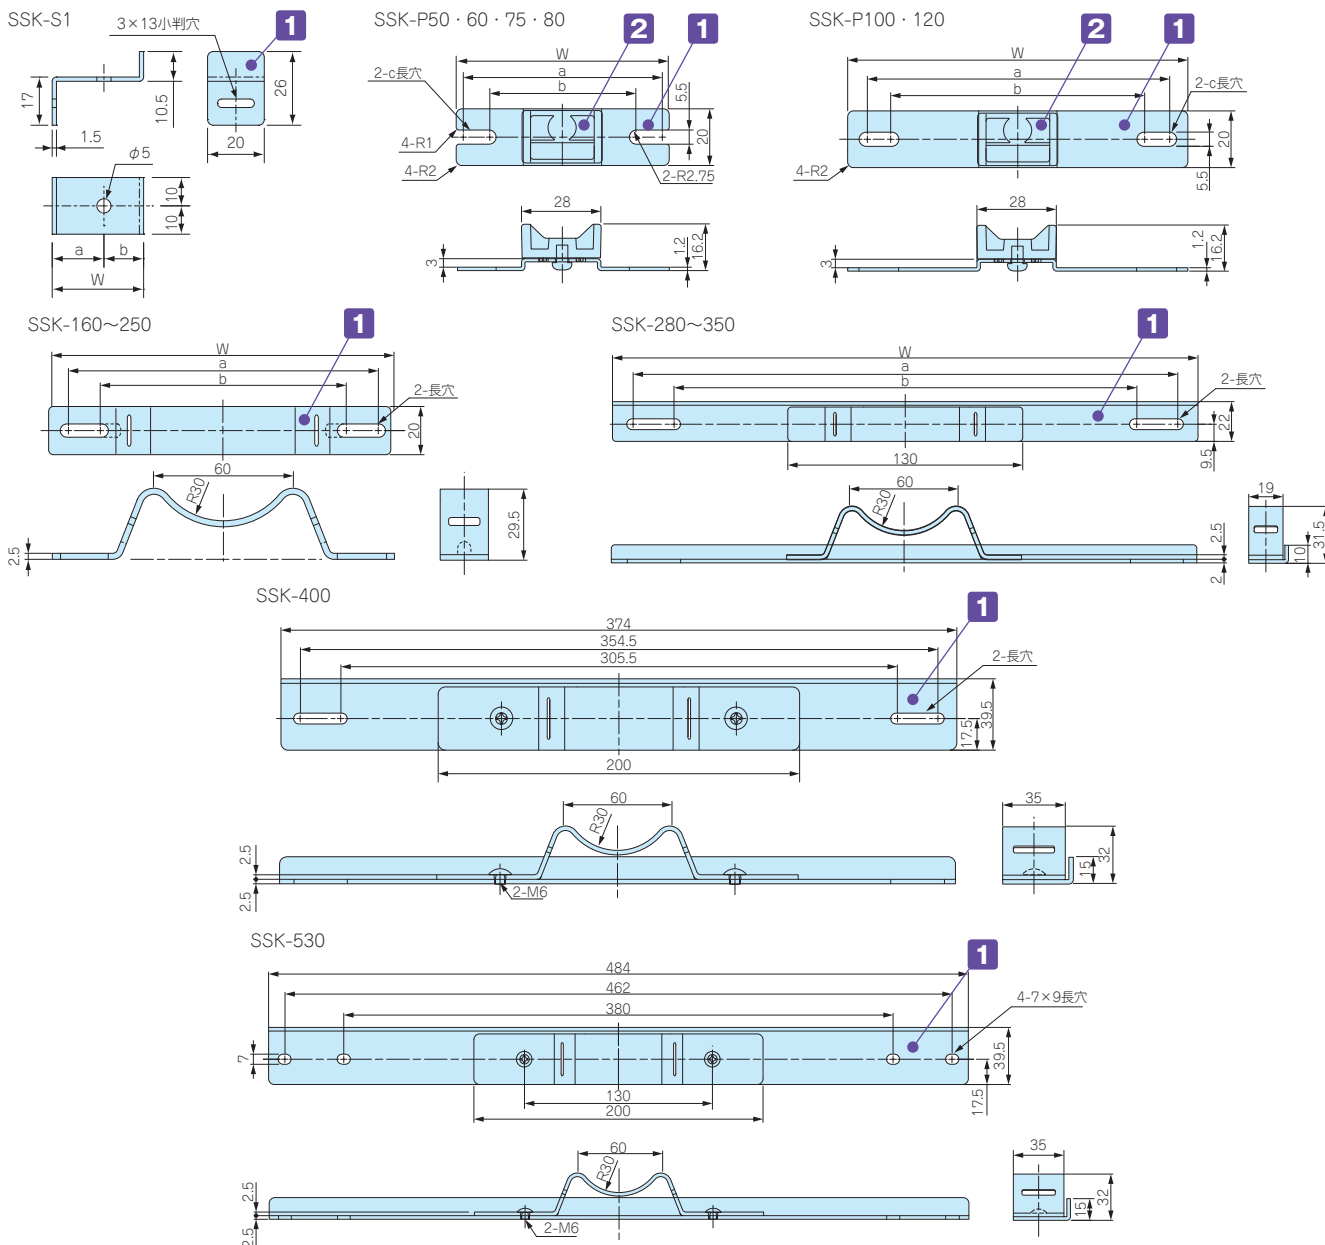 SSK-S1
3×13小判穴
1
17
1.5
10.5
26
20
φ5
10
10
a
b
W
SSK-P50・60・75・80
2
1
W
a
b
2-c長穴
5.5
20
4-R1
4-R2
2-R2.75
28
3
1.2
16.2
SSK-P100・120
2
1
W
a
b
2-c長穴
20
5.5
4-R2
28
3
1.2
16.2
SSK-160～250
1
W
a
b
2-長穴
20
60
R30
2.5
29.5
SSK-280～350
1
W
a
b
2-長穴
22
9.5
130
60
R30
2.5
2
19
10
31.5
SSK-400
1
374
354.5
305.5
2-長穴
39.5
17.5
200
60
R30
2.5
2.5
2-M6
35
15
32
SSK-530
1
484
462
380
4-7×9長穴
7
39.5
17.5
130
200
60
R30
2.5
2.5
2-M6
35
15
32